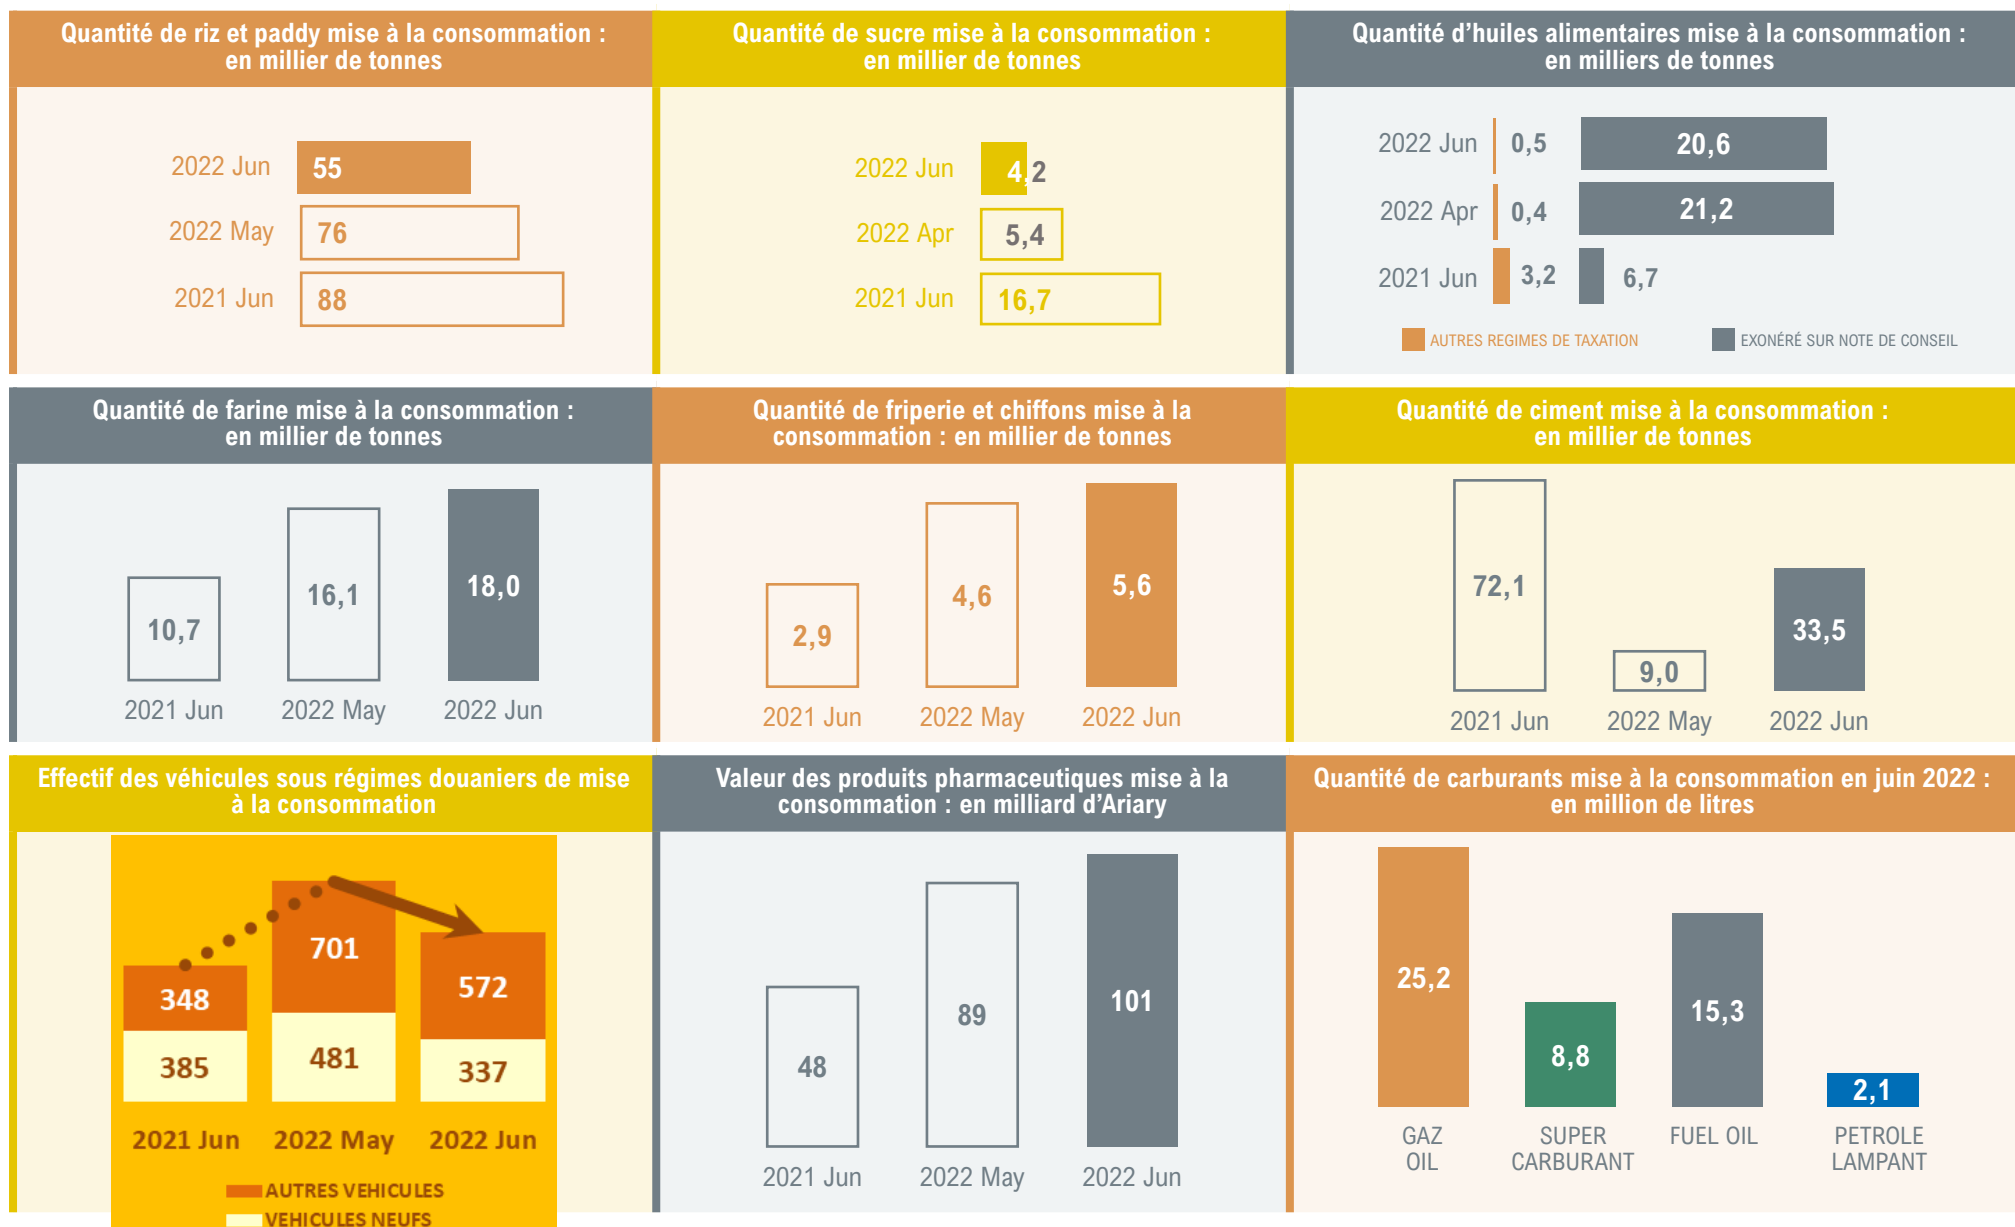 Quantité de riz et paddy mise à la consommation :
en millier de tonnes
2022 Jun 55
2022 May 76
2021 Jun 88
Quantité de sucre mise à la consommation :
en millier de tonnes
2022 Jun 4,2
2022 Apr 5,4
2021 Jun 16,7
Quantité d’huiles alimentaires mise à la consommation :
en milliers de tonnes
2022 Jun 0,5 20,6
2022 Apr 0,4 21,2
2021 Jun 3,2 6,7
AUTRES REGIMES DE TAXATION EXONÉRÉ SUR NOTE DE CONSEIL
Quantité de farine mise à la consommation :
en millier de tonnes
10,7 16,1 18,0
2021 Jun 2022 May 2022 Jun
Quantité de friperie et chiffons mise à la
consommation : en millier de tonnes
2,9 4,6 5,6
2021 Jun 2022 May 2022 Jun
Quantité de ciment mise à la consommation :
en millier de tonnes
72,1 9,0 33,5
2021 Jun 2022 May 2022 Jun
Effectif des véhicules sous régimes douaniers de mise
à la consommation
348 701 572
385 481 337
2021 Jun 2022 May 2022 Jun
AUTRES VEHICULES
VEHICULES NEUFS
Valeur des produits pharmaceutiques mise à la
consommation : en milliard d’Ariary
48 89 101
2021 Jun 2022 May 2022 Jun
Quantité de carburants mise à la consommation en juin 2022 :
en million de litres
25,2 8,8 15,3 2,1
GAZ SUPER FUEL OIL PETROLE
OIL CARBURANT LAMPANT